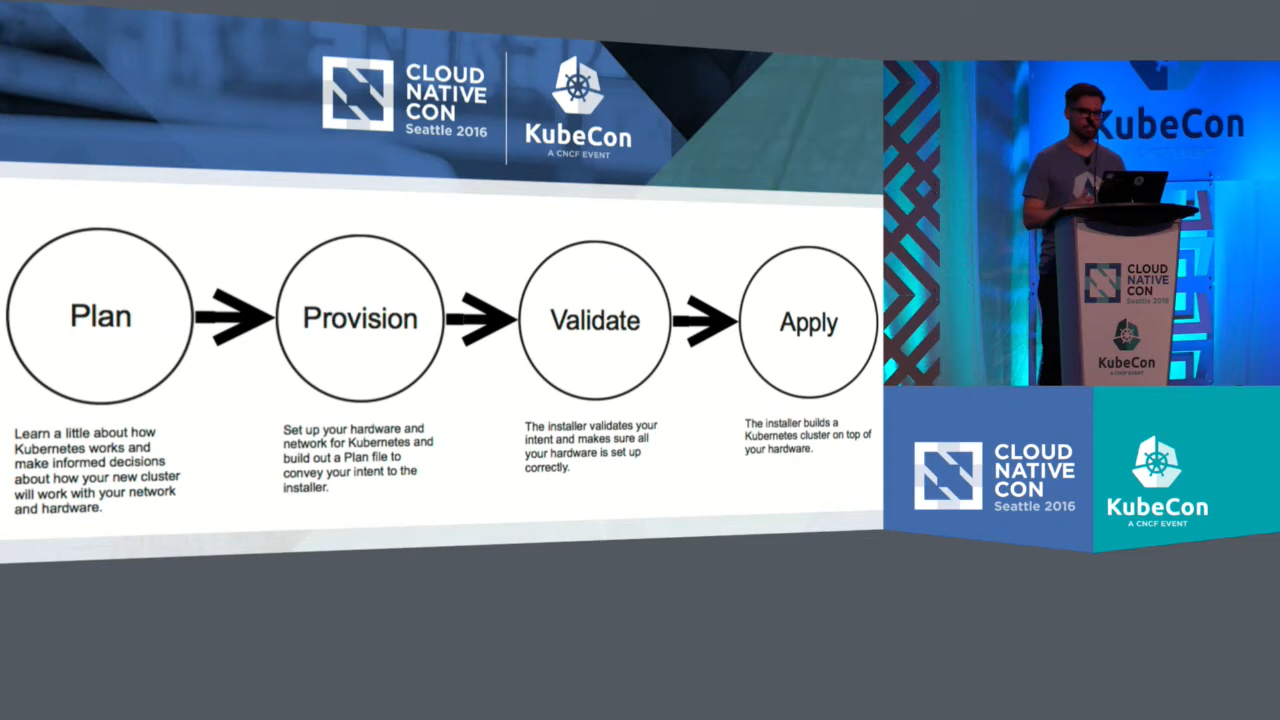 CLOUD
NATIVE
CON
Seattle 2016
KubeCon
A CNCF EVENT
Plan
Provision
Validate
Apply
Learn a little about how
Kubernetes works and
make informed decisions
about how your new cluster
will work with your network
and hardware.
Set up your hardware and
network for Kubernetes and
build out a Plan file to
convey your intent to the
installer.
The installer validates your
intent and makes sure all
your hardware is set up
correctly.
The installer builds a
Kubernetes cluster on top of
your hardware.
KubeCon
CLOUD
NATIVE
CON
Seattle 2016
KubeCon
A CNCF EVENT
CLOUD
NATIVE
CON
Seattle 2016
KubeCon
A CNCF EVENT